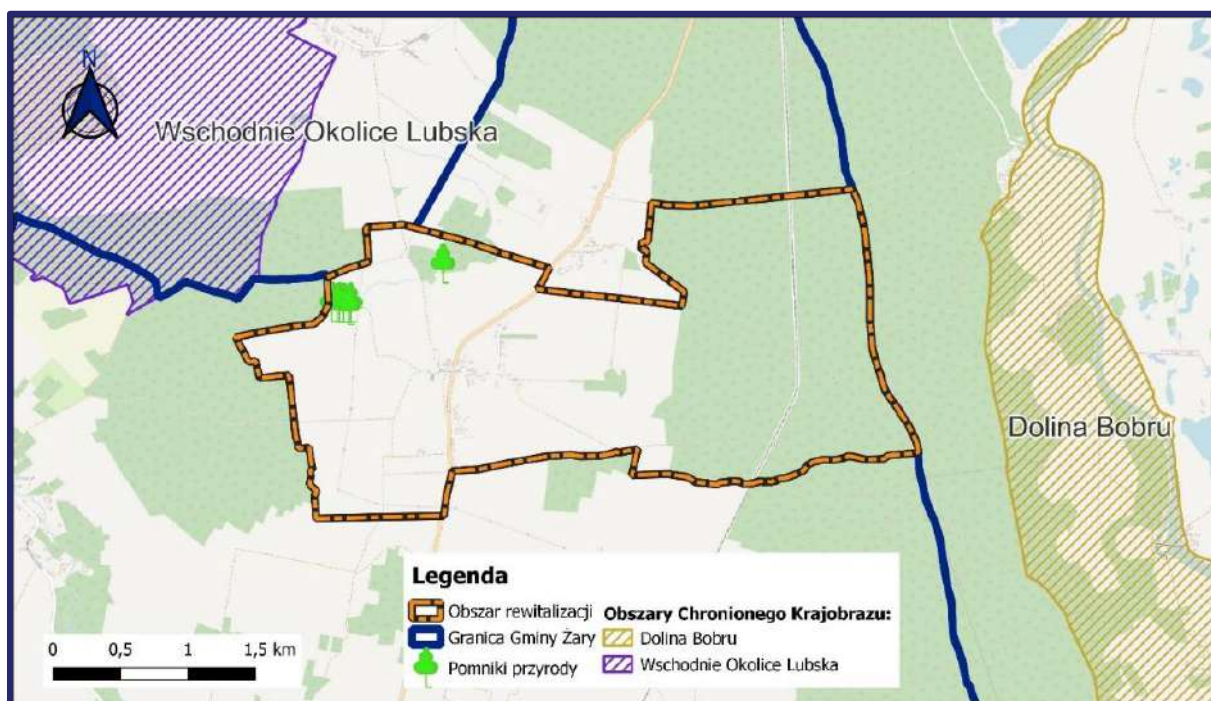 N
Wschodnie Okolice Lubska
Dolina Bobru
Legenda
Obszar rewitalizacji
Granica Gminy Żary
Pomniki przyrody
Obszary Chronionego Krajobrazu:
Dolina Bobru
Wschodnie Okolice Lubska
0 0,5 1 1,5 km